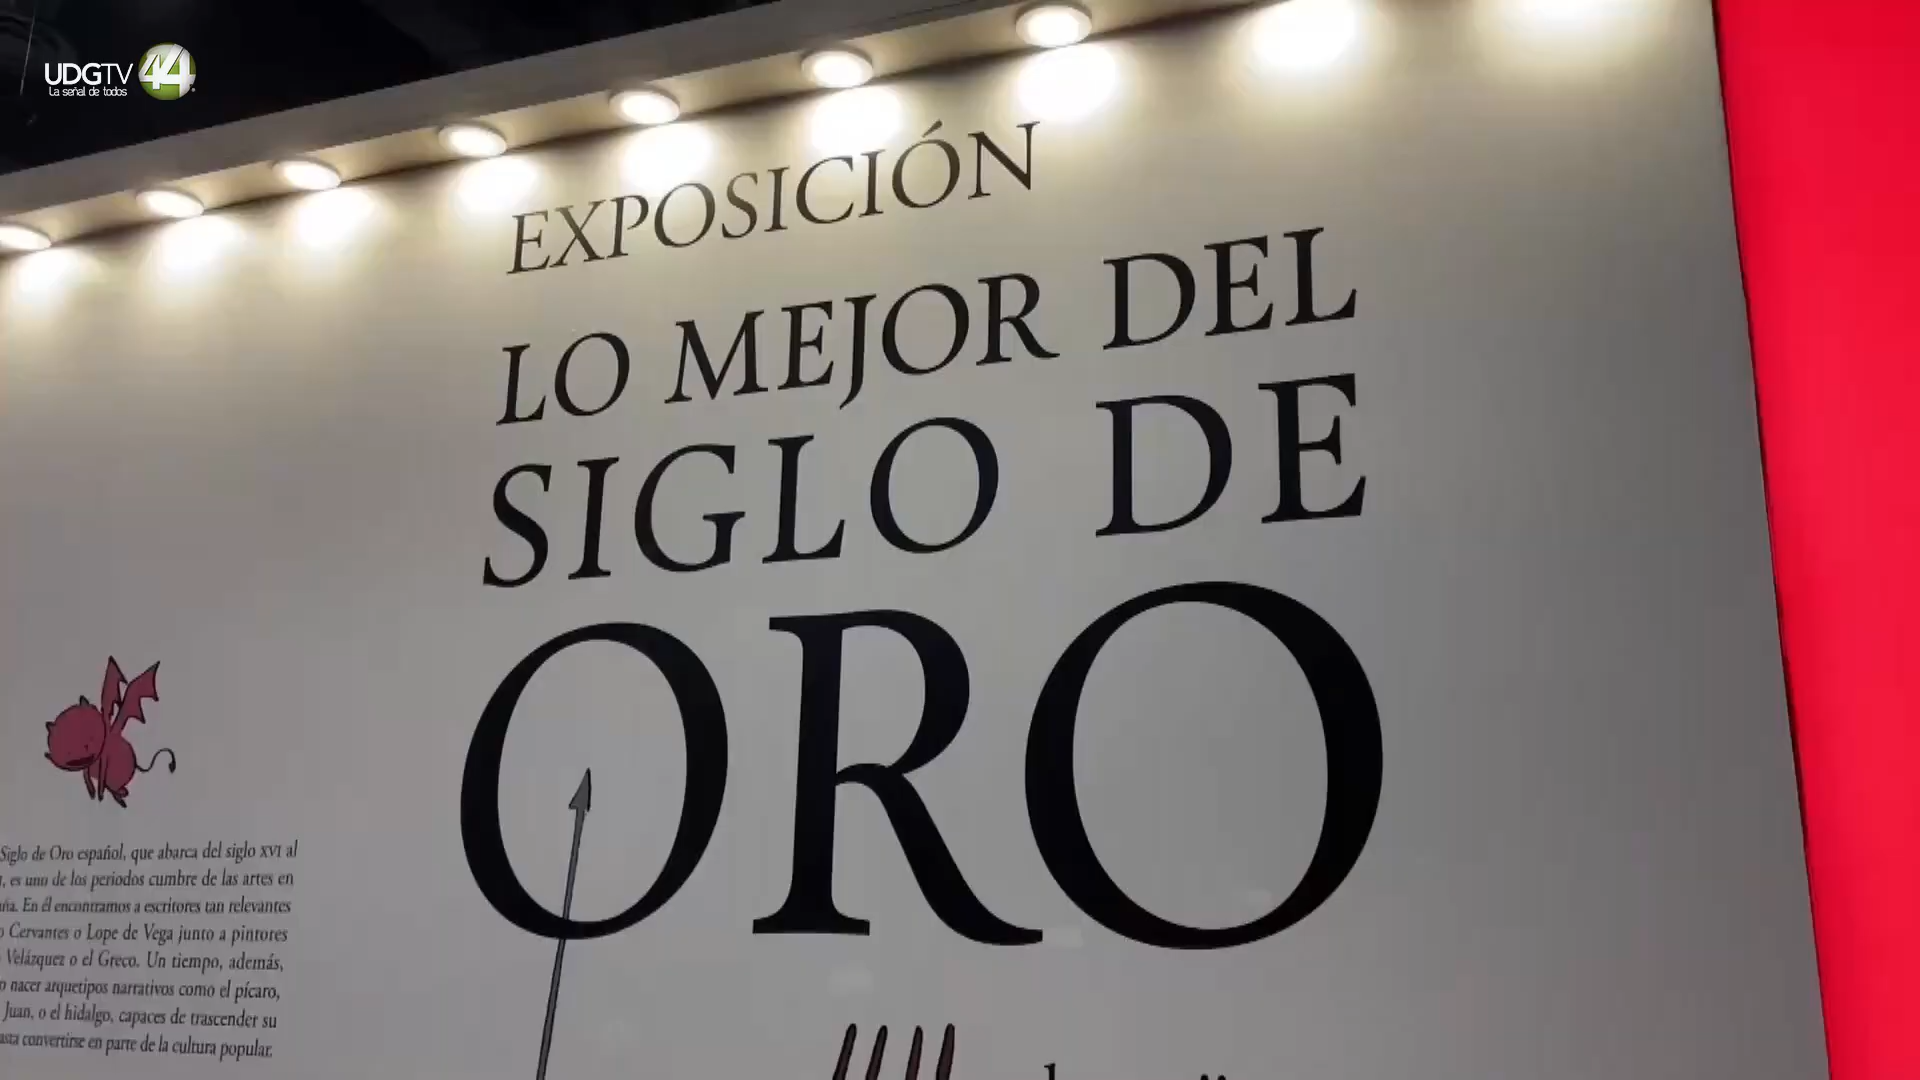 UDGTV 44
La señal de todos
EXPOSICIÓN
LO MEJOR DEL
SIGLO DE
ORO
Siglo de Oro español, que abarca del siglo XVI al
es uno de los periodos cumbre de las artes en
En él encontramos a escritores tan relevantes
Cervantes o Lope de Vega junto a pintores
Velázquez o el Greco. Un tiempo, además,
nacer arquetipos narrativos como el pícaro,
Juan, o el hidalgo, capaces de trascender su
convertirse en parte de la cultura popular.